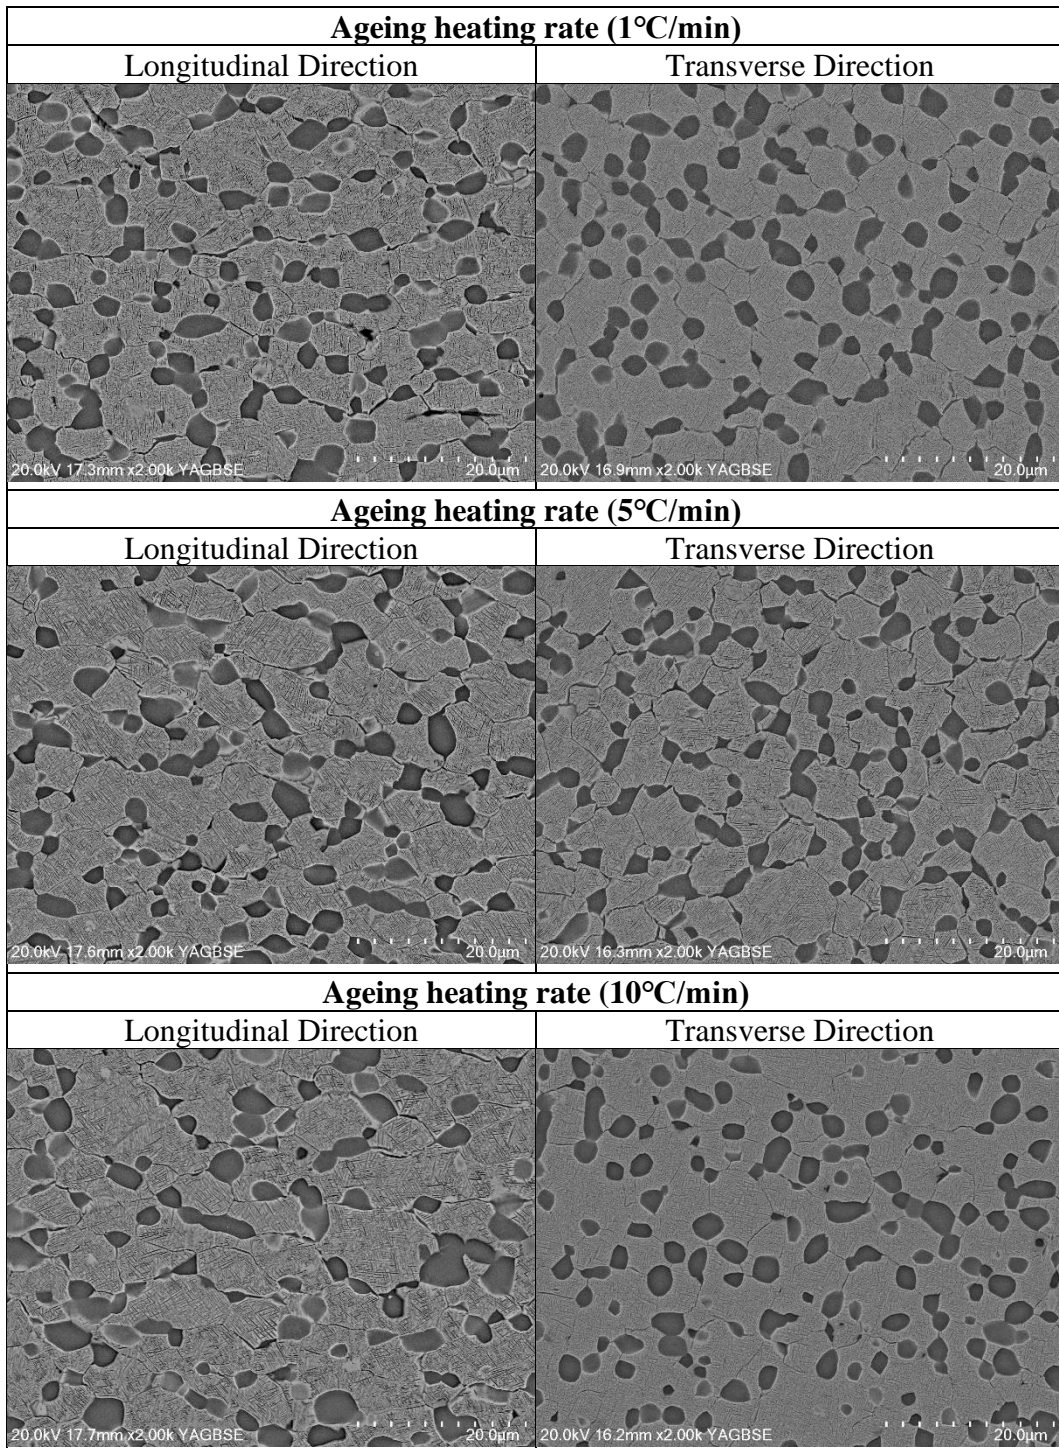 Ageing heating rate (1°C/min)
Longitudinal Direction
Transverse Direction
20.0kV 17.3mm x2.00k YAGBSE
20.0µm
20.0kV 16.9mm x2.00k YAGBSE
20.0µm
Ageing heating rate (5°C/min)
Longitudinal Direction
Transverse Direction
20.0kV 17.6mm x2.00k YAGBSE
20.0µm
20.0kV 16.3mm x2.00k YAGBSE
20.0µm
Ageing heating rate (10°C/min)
Longitudinal Direction
Transverse Direction
20.0kV 17.7mm x2.00k YAGBSE
20.0µm
20.0kV 16.2mm x2.00k YAGBSE
20.0µm